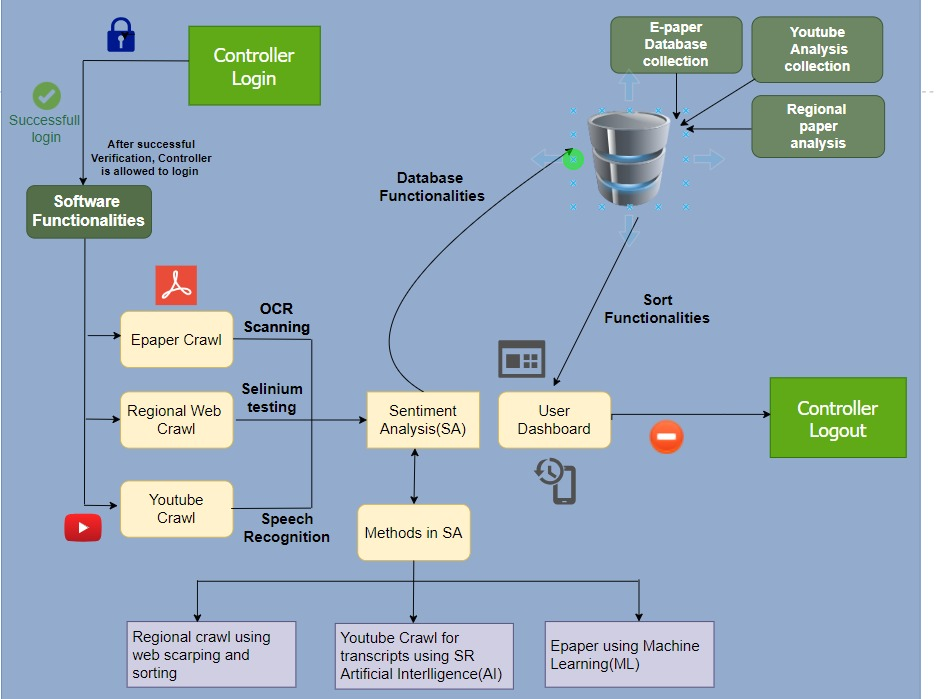 Controller
Login
Successfull
login
After successful
Verification, Controller
is allowed to login
Software
Functionalities
E-paper
Database
collection
Youtube
Analysis
collection
Regional
paper
analysis
Database
Functionalities
Sort
Functionalities
OCR
Scanning
Epaper Crawl
Selinium
testing
Regional Web
Crawl
Youtube
Crawl
Speech
Recognition
Sentiment
Analysis(SA)
User
Dashboard
Controller
Logout
Methods in SA
Regional crawl using
web scarping and
sorting
Youtube Crawl for
transcripts using SR
Artificial Interlligence(AI)
Epaper using Machine
Learning(ML)